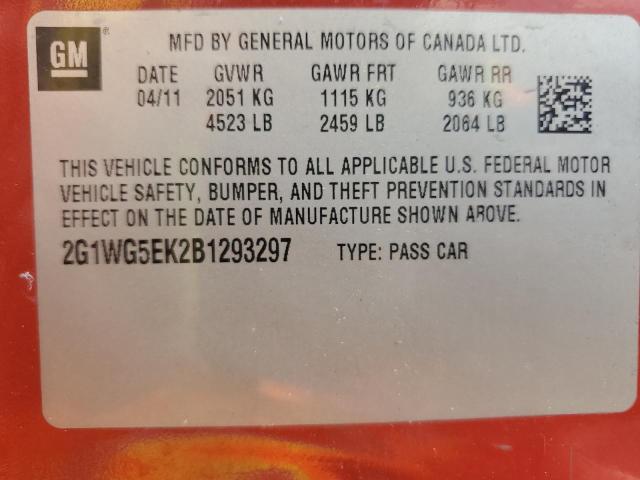 GM ®
MFD BY GENERAL MOTORS OF CANADA LTD.
DATE GVWR GAWR FRT GAWR RR
04/11 2051 KG 1115 KG 936 KG
4523 LB 2459 LB 2064 LB
THIS VEHICLE CONFORMS TO ALL APPLICABLE U.S. FEDERAL MOTOR
VEHICLE SAFETY, BUMPER, AND THEFT PREVENTION STANDARDS IN
EFFECT ON THE DATE OF MANUFACTURE SHOWN ABOVE.
2G1WG5EK2B1293297 TYPE: PASS CAR